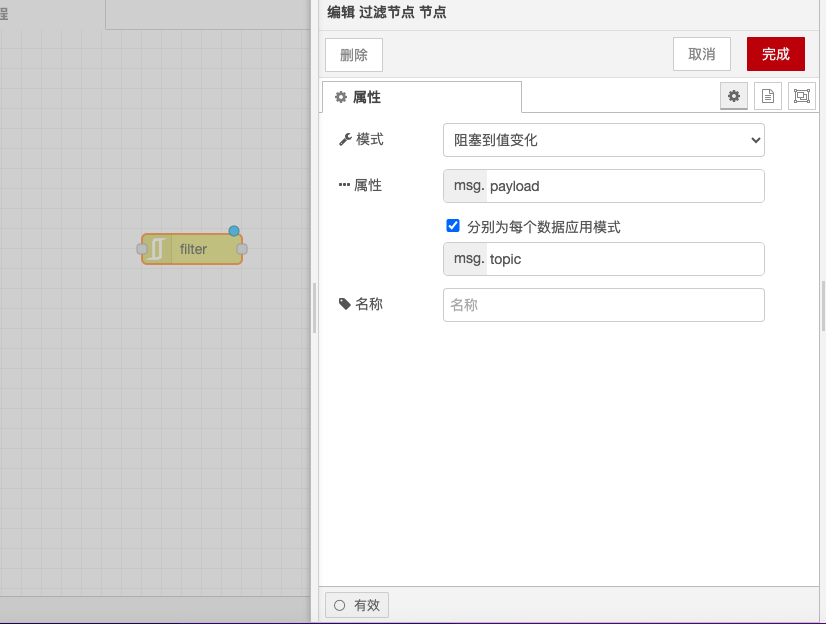 程
编辑 过滤节点 节点
删除
取消
完成
属性
模式
阻塞到值变化
属性
msg. payload
分别为每个数据应用模式
msg. topic
名称
名称
filter
有效